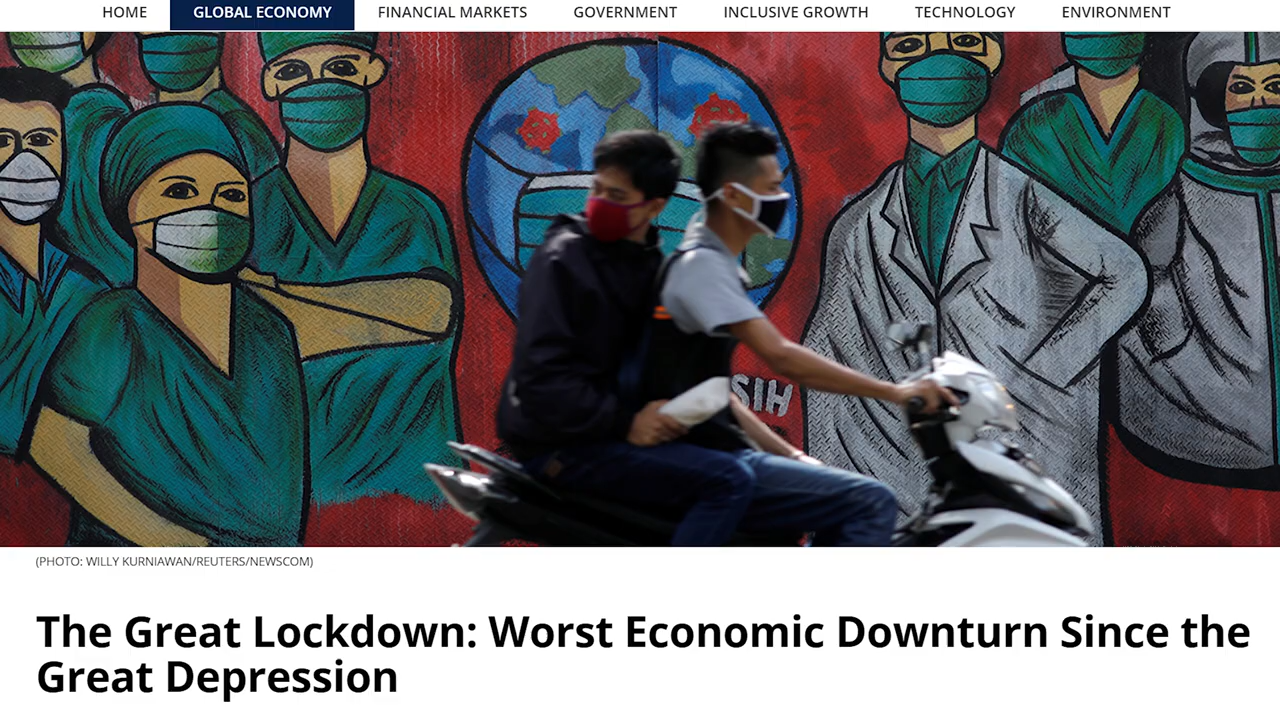 HOME GLOBAL ECONOMY FINANCIAL MARKETS GOVERNMENT INCLUSIVE GROWTH TECHNOLOGY ENVIRONMENT
SIH
(PHOTO: WILLY KURNIAWAN/REUTERS/NEWSCOM)
The Great Lockdown: Worst Economic Downturn Since the
Great Depression